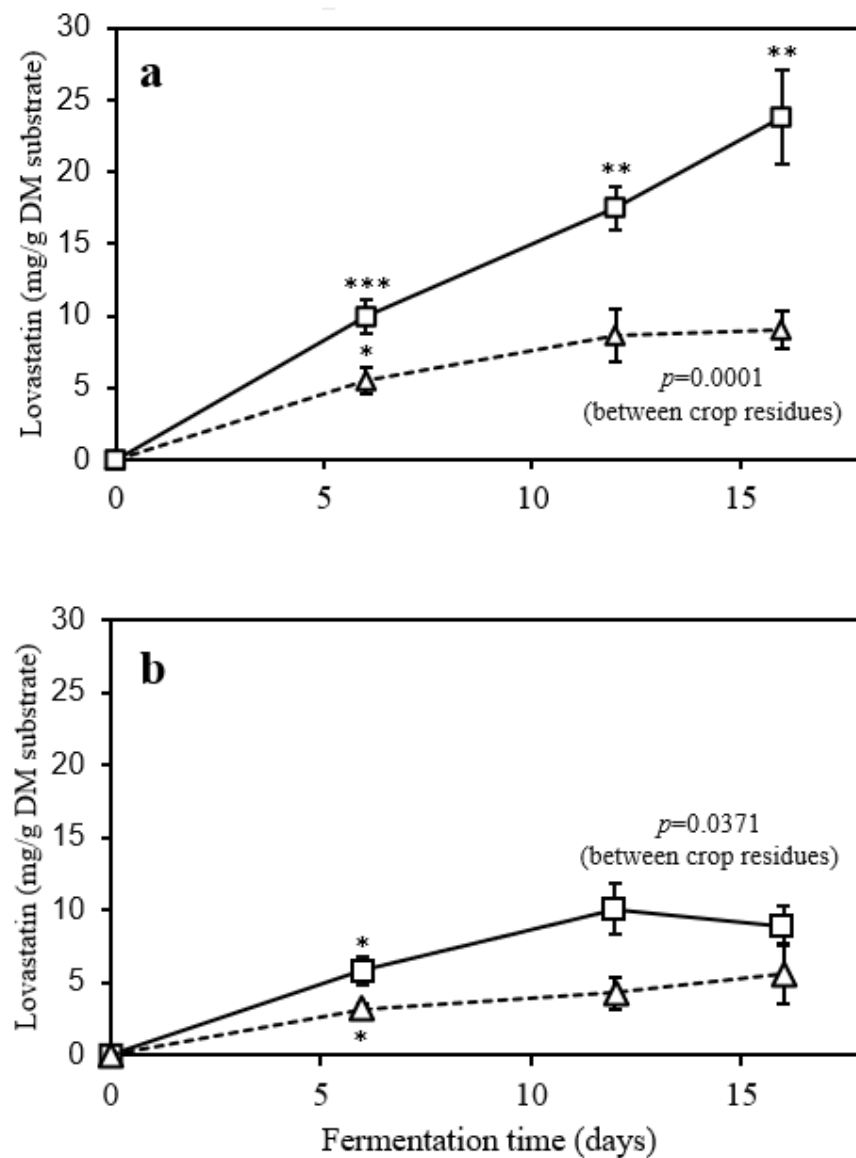 a
Lovastatin (mg/g DM substrate)
30
25
20
15
10
5
0
***
*
**
**
p=0.0001
(between crop residues)
0 5 10 15
b
Lovastatin (mg/g DM substrate)
30
25
20
15
10
5
0
*
*
p=0.0371
(between crop residues)
0 5 10 15
Fermentation time (days)